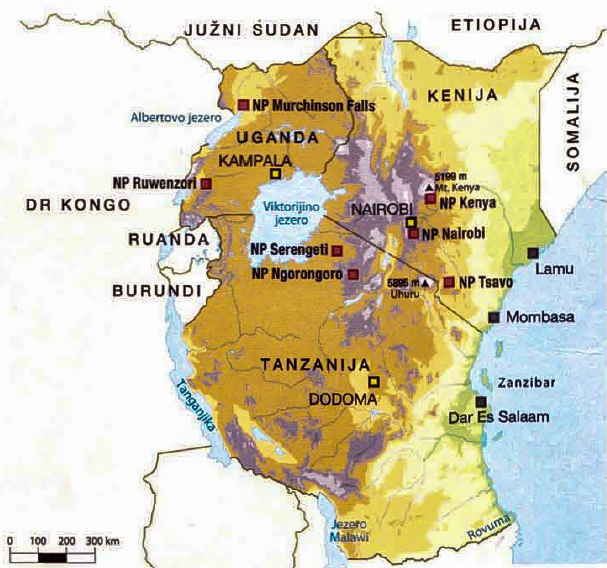 JUŽNI SUDAN
ETIOPIJA
SOMALIJA
NP Murchinson Falls
KENIJA
Albertovo jezero
UGANDA
KAMPALA
NP Ruwenzori
5199 m
Mt. Kenya
NP Kenya
DR KONGO
Viktorijino
jezero
NAIROBI
NP Nairobi
RUANDA
NP Serengeti
Lamu
NP Ngorongoro
5895 m
Uhuru
NP Tsavo
BURUNDI
Mombasa
TANZANIJA
DODOMA
Zanzibar
Tanganjika
Dar Es Salaam
Jezero
Malawi
Rovuma
0 100 200 300 km